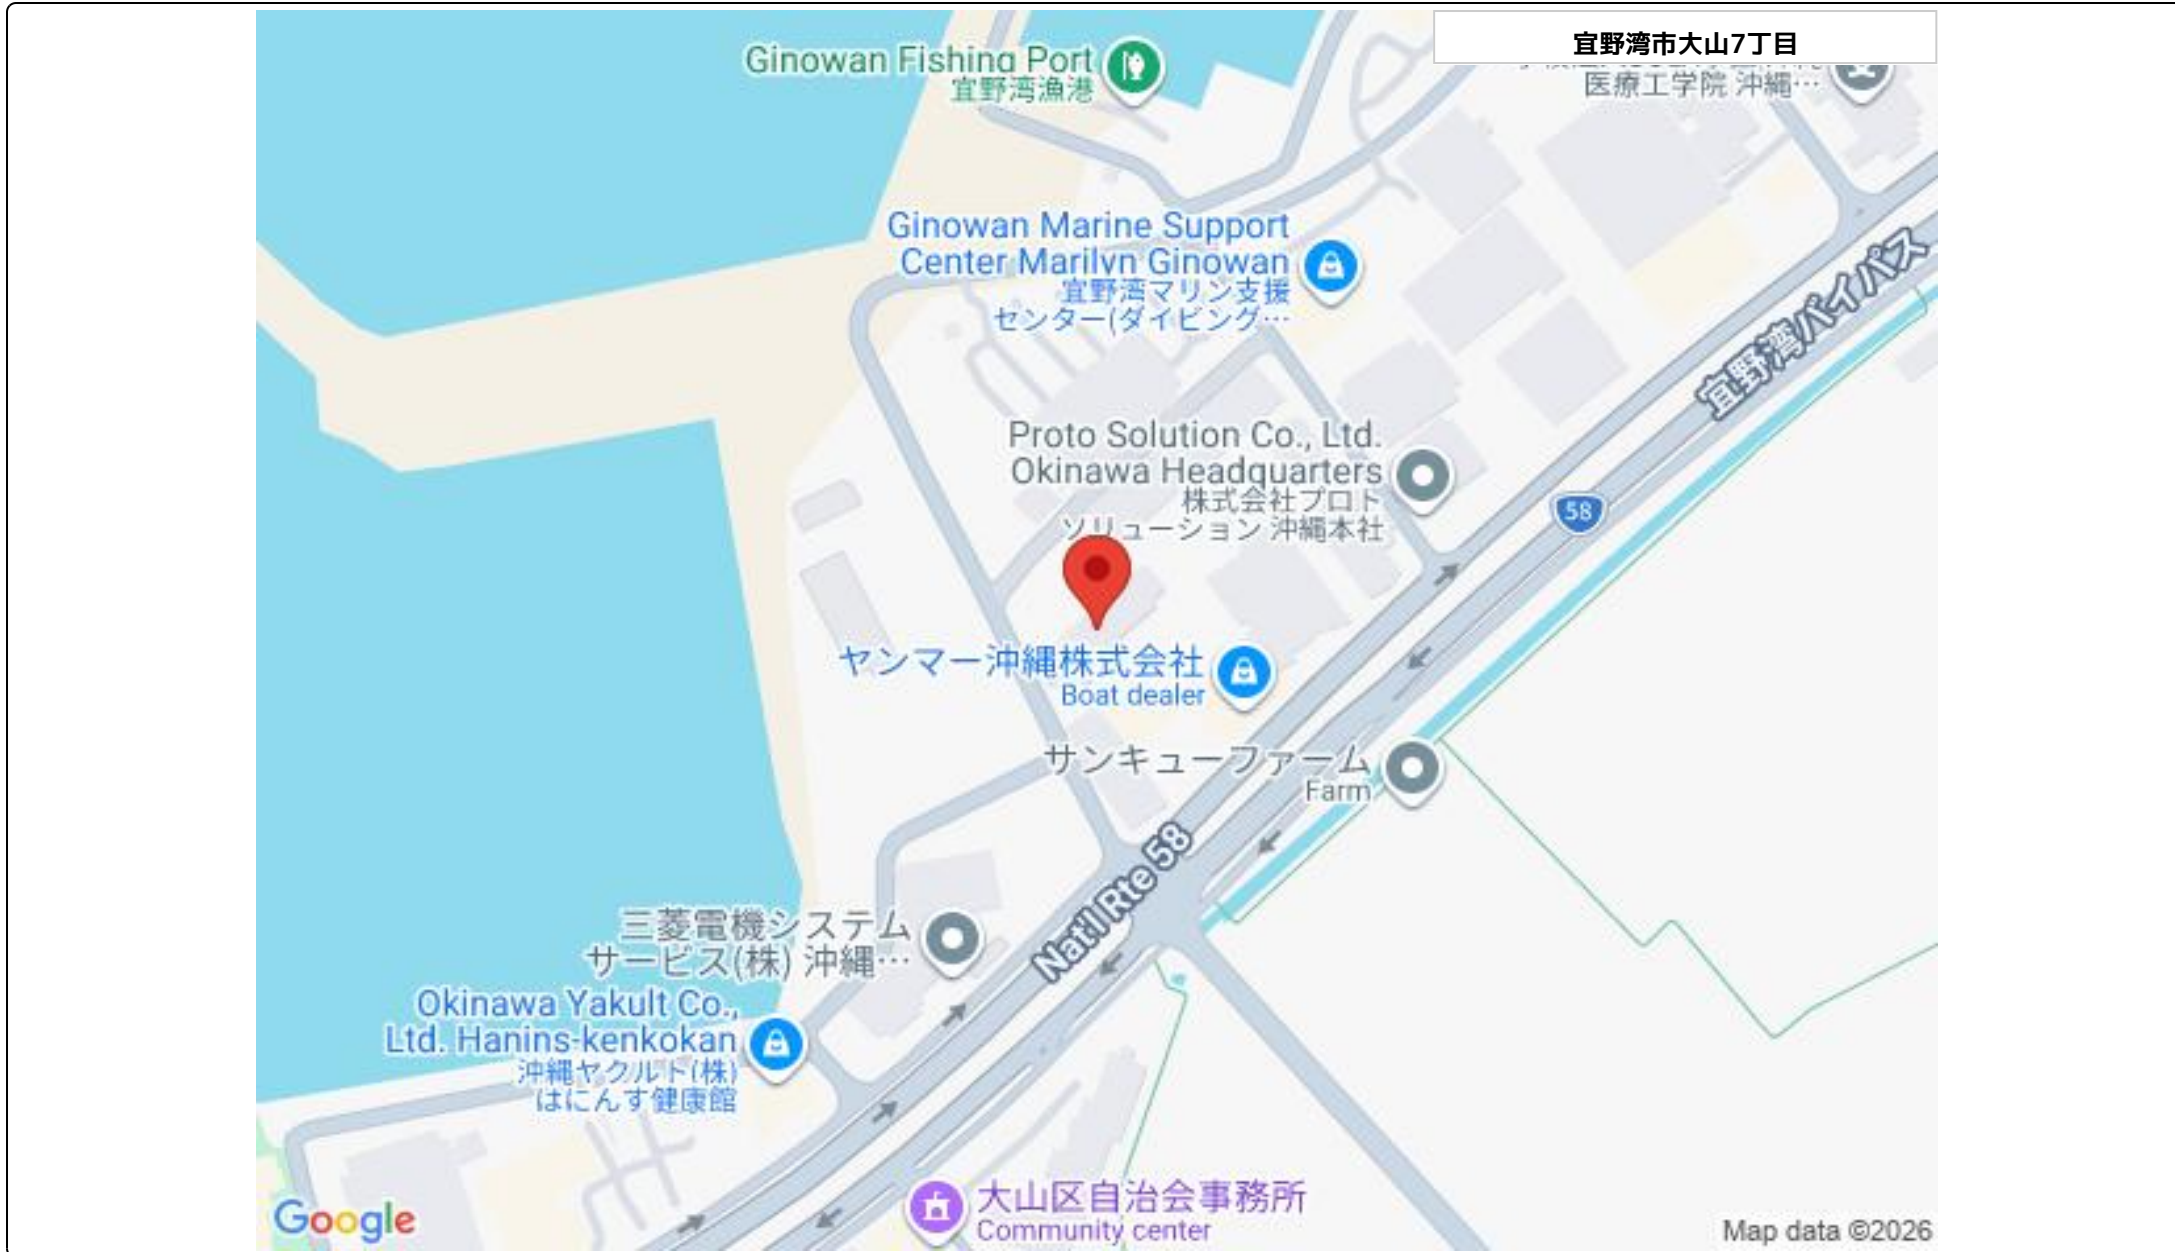 宜野湾市大山7丁目
Ginowan Fishing Port
宜野湾漁港
医療工学院 沖縄…
Ginowan Marine Support
Center Marilyn Ginowan
宜野湾マリン支援
センター(ダイビング…
宜野湾バイパス
Proto Solution Co., Ltd.
Okinawa Headquarters
株式会社プロト
ソリューション 沖縄本社
58
ヤンマー沖縄株式会社
Boat dealer
サンキューファーム
Farm
Nat'l Rte 58
三菱電機システム
サービス(株) 沖縄…
Okinawa Yakult Co.,
Ltd. Hanins-kenkokan
沖縄ヤクルト(株)
はにんす健康館
大山区自治会事務所
Community center
Google
Map data ©2026